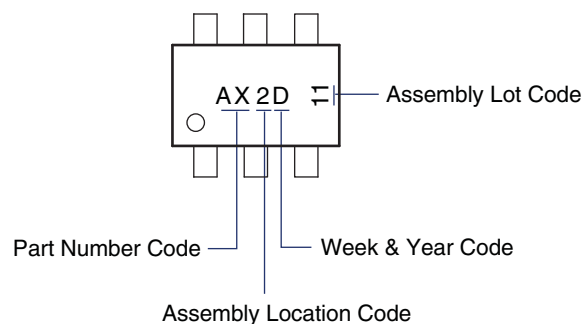 AX2D
11
Assembly Lot Code
Part Number Code
Week & Year Code
Assembly Location Code